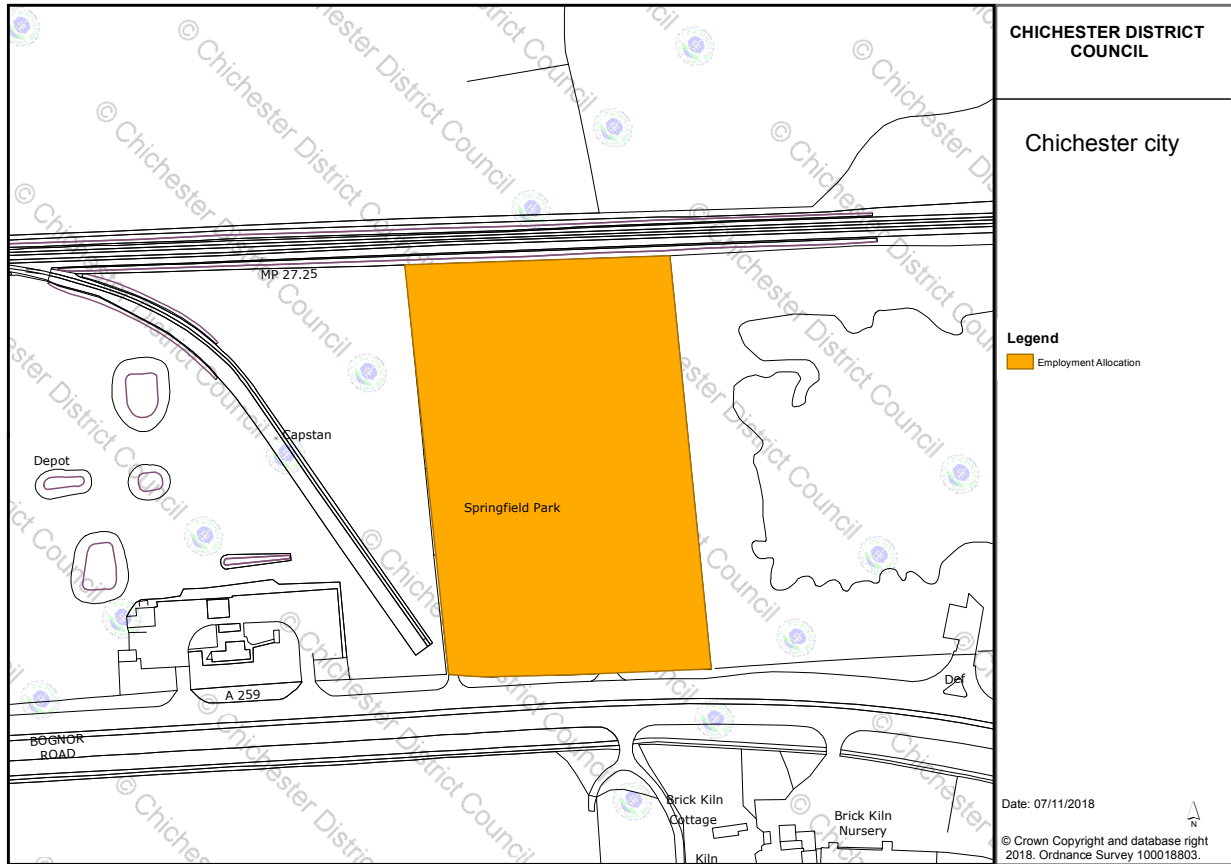 CHICHESTER DISTRICT
COUNCIL
Chichester city
MP 27.25
Capstan
Depot
Springfield Park
A 259
BOGNOR
ROAD
Def
Brick Kiln
Cottage
Brick Kiln
Nursery
Kiln
Legend
Employment Allocation
Date: 07/11/2018
N
© Crown Copyright and database right
2018. Ordnance Survey 100018803.
© Chichester District Council